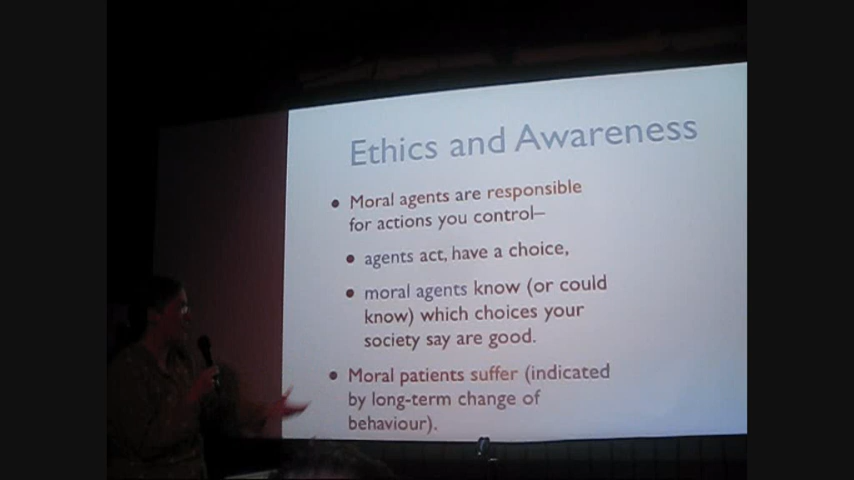 Ethics and Awareness
• Moral agents are responsible
for actions you control–
• agents act, have a choice,
• moral agents know (or could
know) which choices your
society say are good.
• Moral patients suffer (indicated
by long-term change of
behaviour).